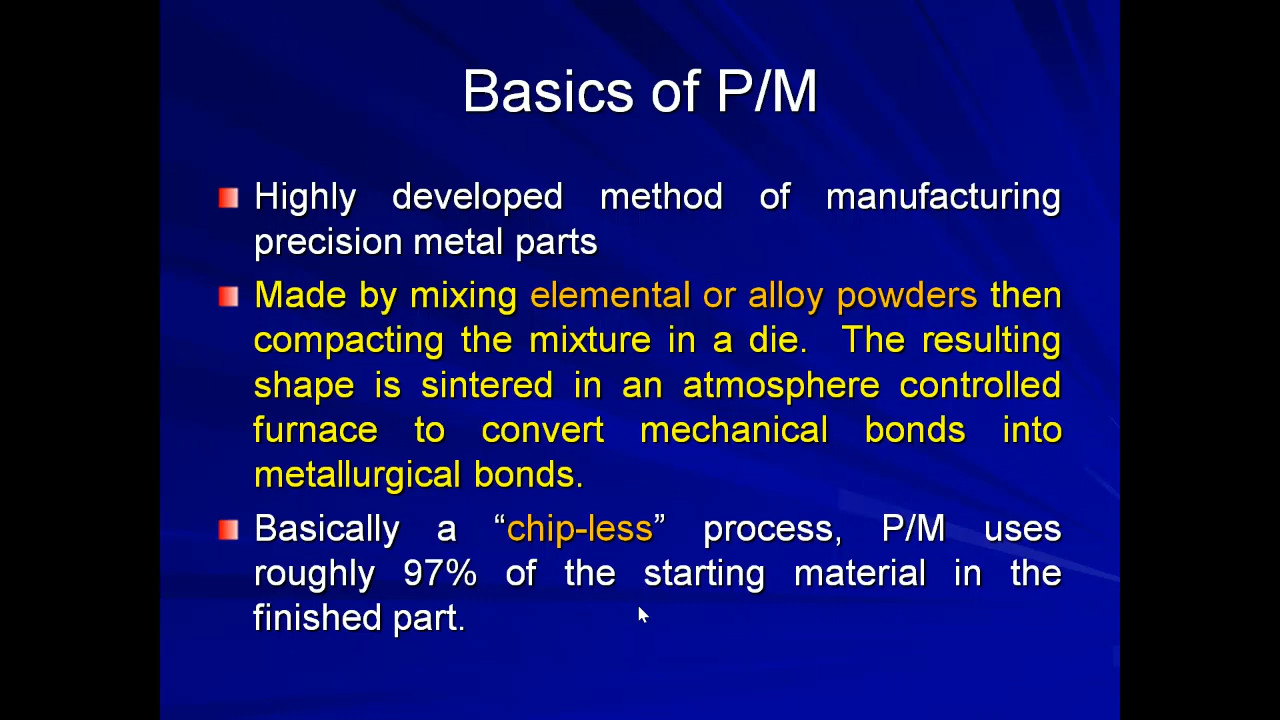 Basics of P/M
Highly developed method of manufacturing
precision metal parts
Made by mixing elemental or alloy powders then
compacting the mixture in a die. The resulting
shape is sintered in an atmosphere controlled
furnace to convert mechanical bonds into
metallurgical bonds.
Basically a “chip-less” process, P/M uses
roughly 97% of the starting material in the
finished part.